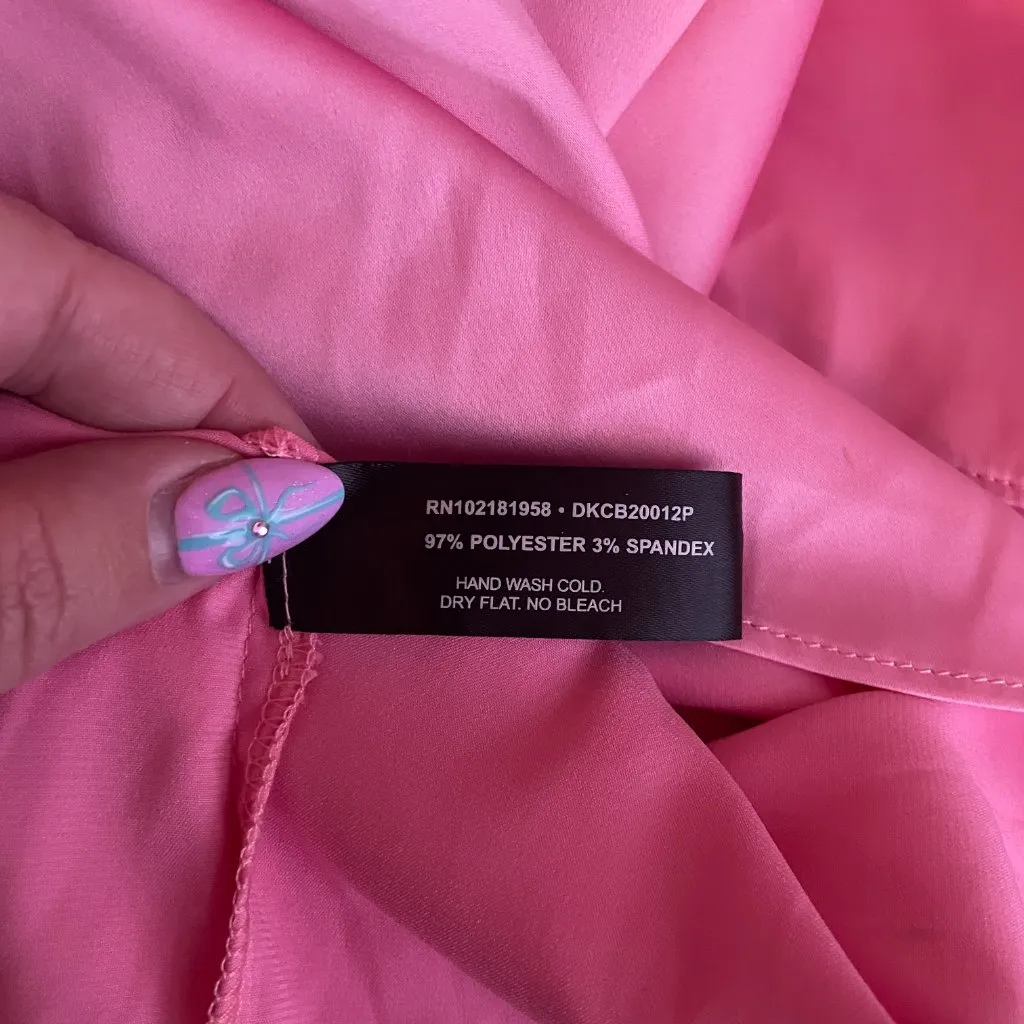 RN102181958 • DKCB20012P
97% POLYESTER 3% SPANDEX
HAND WASH COLD.
DRY FLAT. NO BLEACH